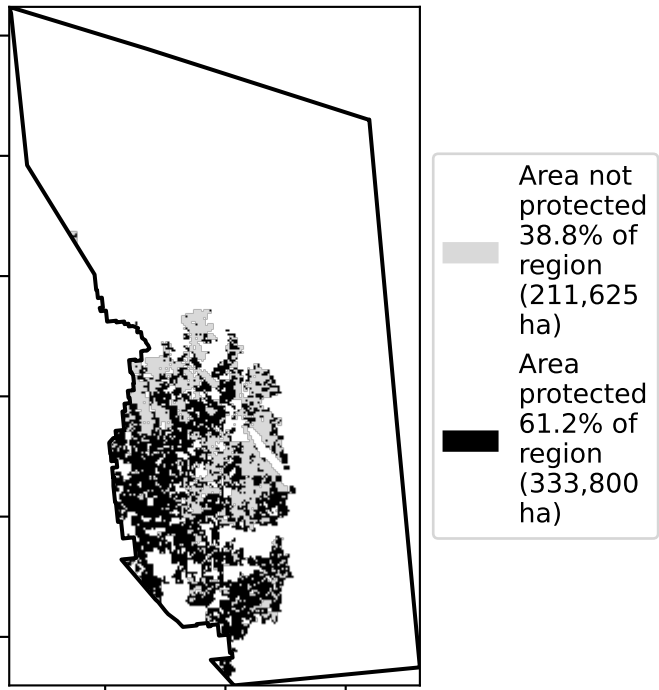 Area not
protected
38.8% of
region
(211,625
ha)
Area
protected
61.2% of
region
(333,800
ha)